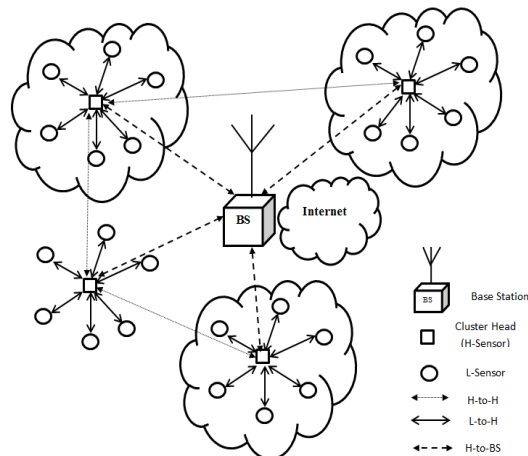 BS
Internet
BS
Base Station
Cluster Head
(H-Sensor)
L-Sensor
H-to-H
L-to-H
H-to-BS